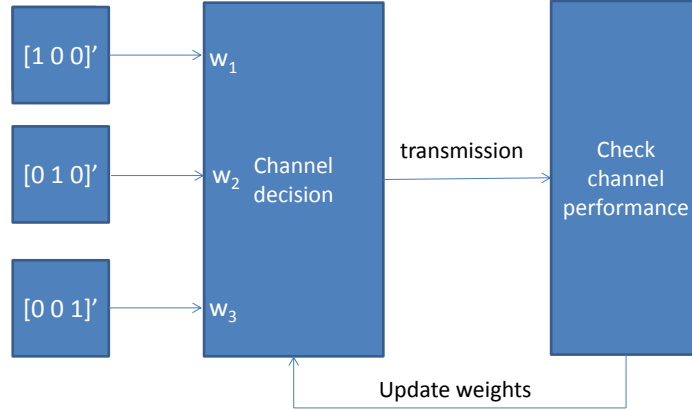 [1 0 0]’
w₁
[0 1 0]’
w₂
Channel
decision
transmission
Check
channel
performance
[0 0 1]’
w₃
Update weights